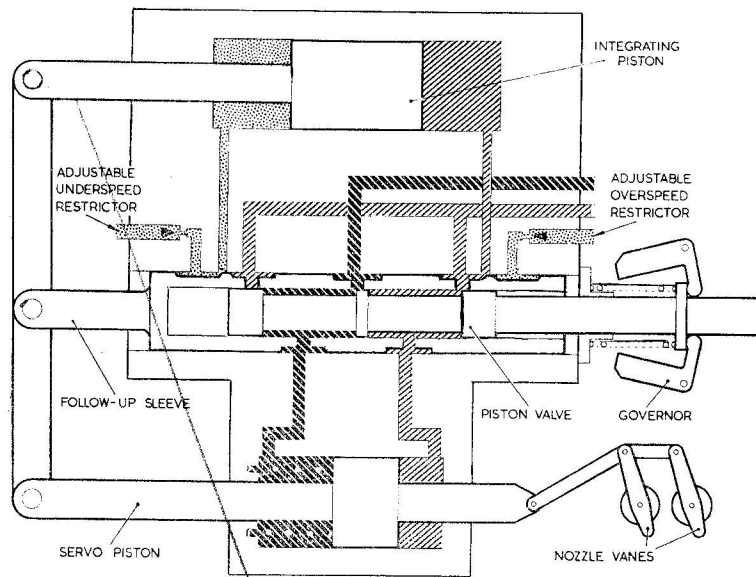 INTEGRATING
PISTON
ADJUSTABLE
UNDERSPEED
RESTRICTOR
ADJUSTABLE
OVERSPEED
RESTRICTOR
FOLLOW-UP SLEEVE
PISTON VALVE
GOVERNOR
SERVO PISTON
NOZZLE VANES